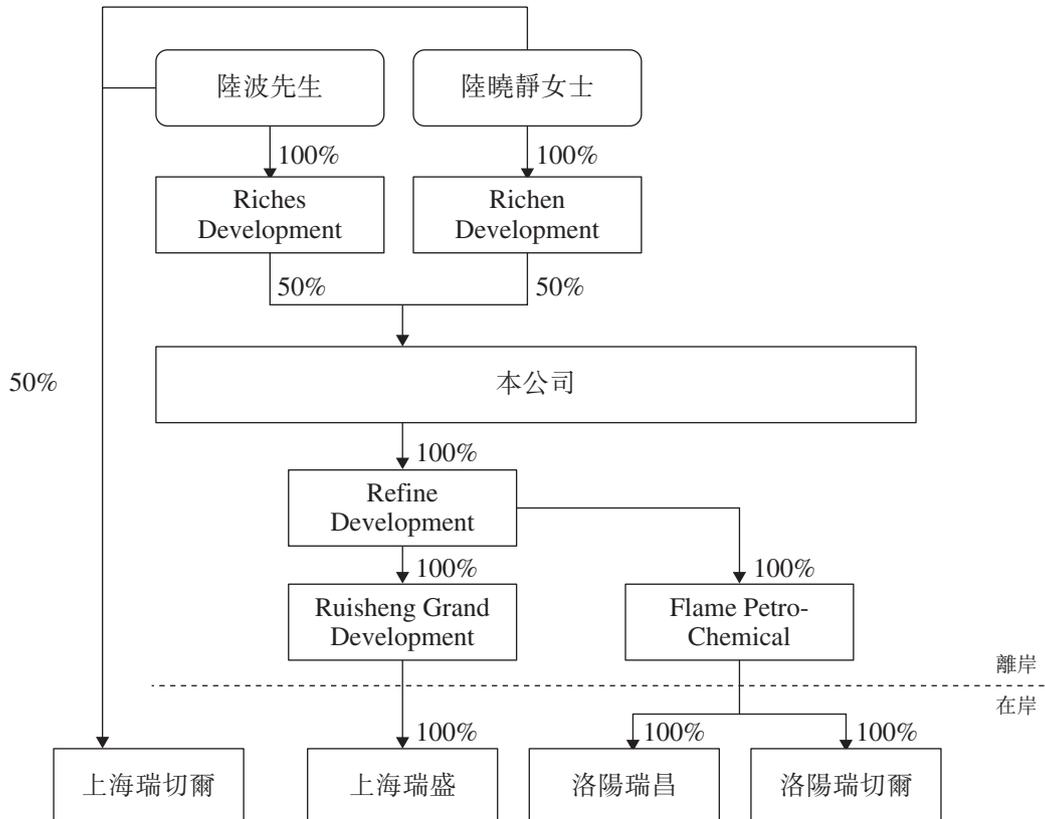 陸波先生
陸曉靜女士
100%
100%
Riches
Development
Richen
Development
50%
50%
50%
本公司
100%
Refine
Development
100%
100%
Ruisheng Grand
Development
Flame Petro-
Chemical
離岸
在岸
100%
100%
100%
上海瑞切爾
上海瑞盛
洛陽瑞昌
洛陽瑞切爾